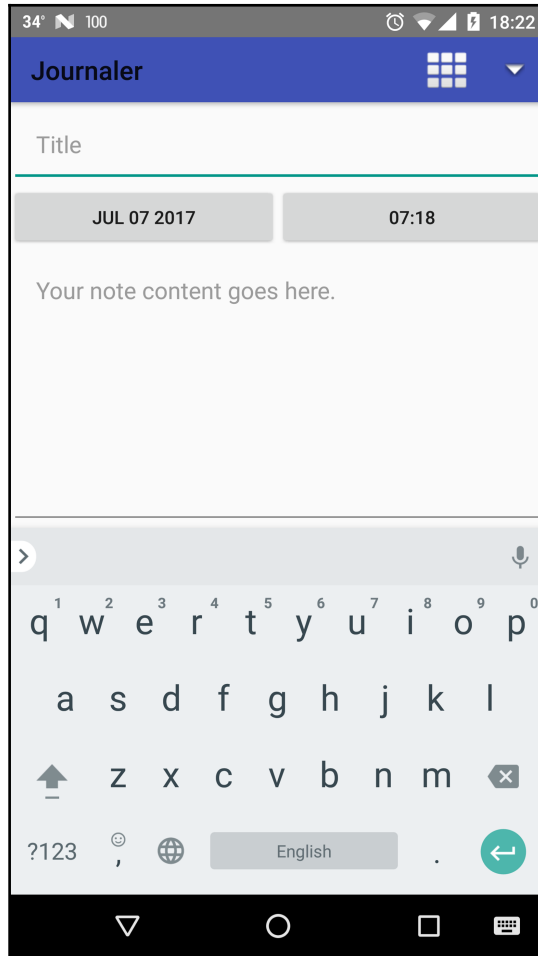 34° N 100 18:22
Journaler
Title
JUL 07 2017 07:18
Your note content goes here.
1 2 3 4 5 6 7 8 9 0
q w e r t y u i o p
a s d f g h j k l
z x c v b n m
?123 , English .